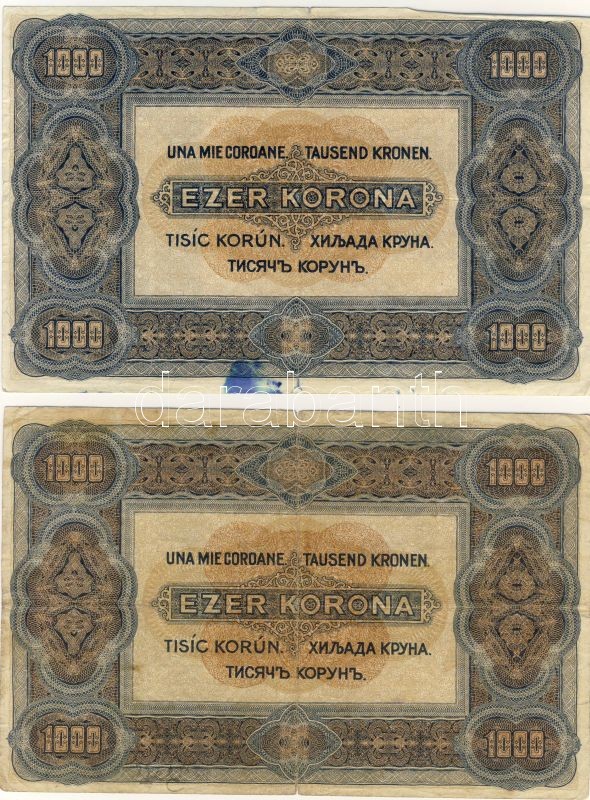 1000 1000
UNA MIE COROANE. TAUSEND KRONEN.
EZER KORONA
TISÍC KORÚN. ХИЉАДА КРУНА.
ТИСЯЧЪ КОРУНЪ.
1000 1000
darabanth
1000 1000
UNA MIE COROANE. TAUSEND KRONEN.
EZER KORONA
TISÍC KORÚN. ХИЉАДА КРУНА.
ТИСЯЧЪ КОРУНЪ.
1000 1000